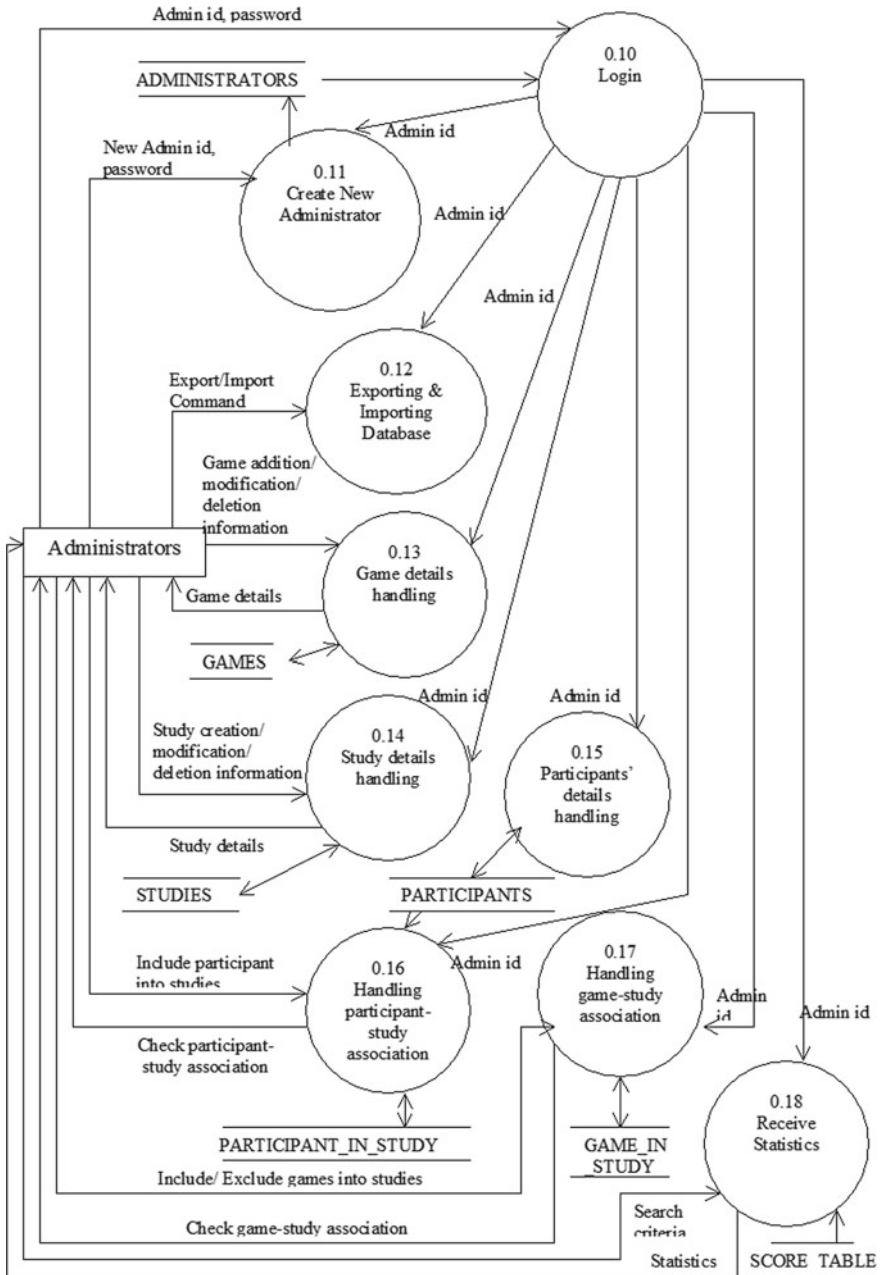 Admin id, password
0.10
Login
ADMINISTRATORS
Admin id
New Admin id,
password
0.11
Create New
Administrator
Admin id
Admin id
0.12
Exporting &
Importing
Database
Export/Import
Command
Game addition/
modification/
deletion
information
Administrators
0.13
Game details
handling
Game details
GAMES
Admin id
Admin id
Study creation/
modification/
deletion information
0.14
Study details
handling
0.15
Participants’
details
handling
Study details
STUDIES
PARTICIPANTS
Include participant
into studies
0.16
Handling
participant-
study
association
Admin id
0.17
Handling
game-study
association
Admin
id
Admin id
Check participant-
study association
0.18
Receive
Statistics
PARTICIPANT_IN_STUDY
GAME_IN
_STUDY
Include/ Exclude games into studies
Check game-study association
Search
criteria
Statistics
SCORE_TABLE